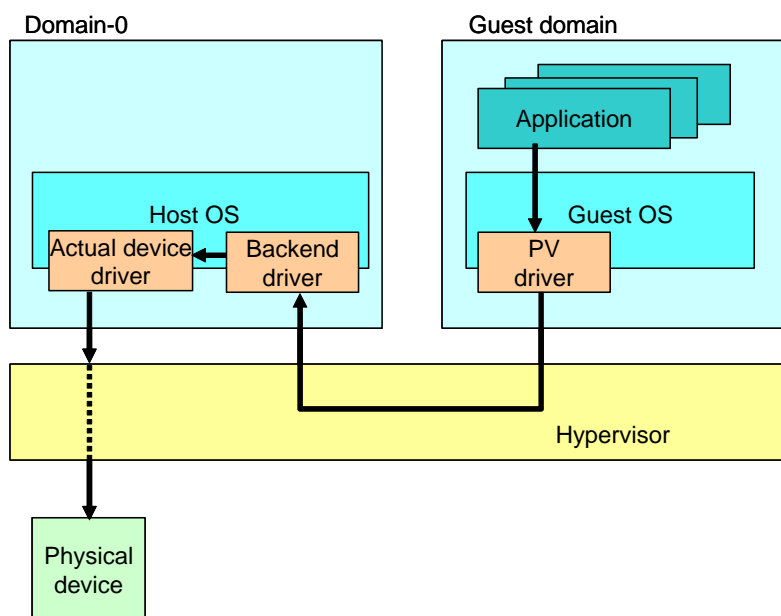 Domain-0
Guest domain
Application
Host OS
Guest OS
Actual device
driver
Backend
driver
PV
driver
Hypervisor
Physical
device